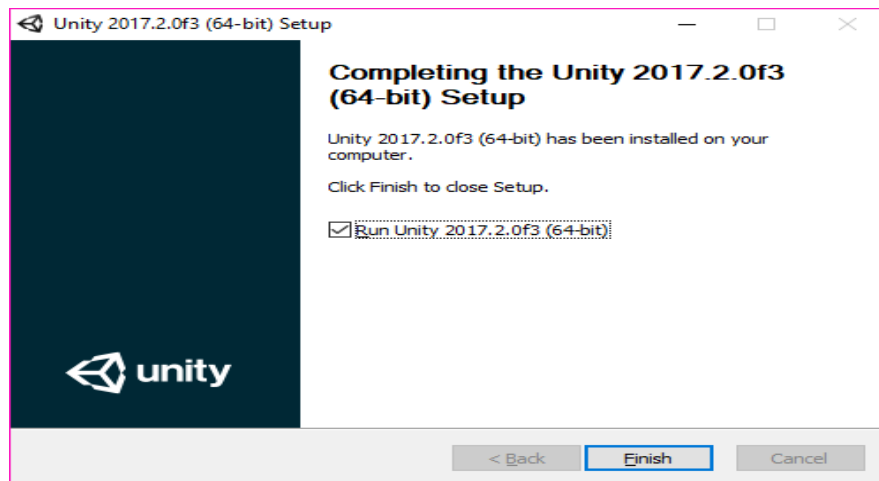 Unity 2017.2.0f3 (64-bit) Setup
Completing the Unity 2017.2.0f3
(64-bit) Setup
Unity 2017.2.0f3 (64-bit) has been installed on your
computer.
Click Finish to close Setup.
Run Unity 2017.2.0f3 (64-bit)
unity
< Back Finish Cancel